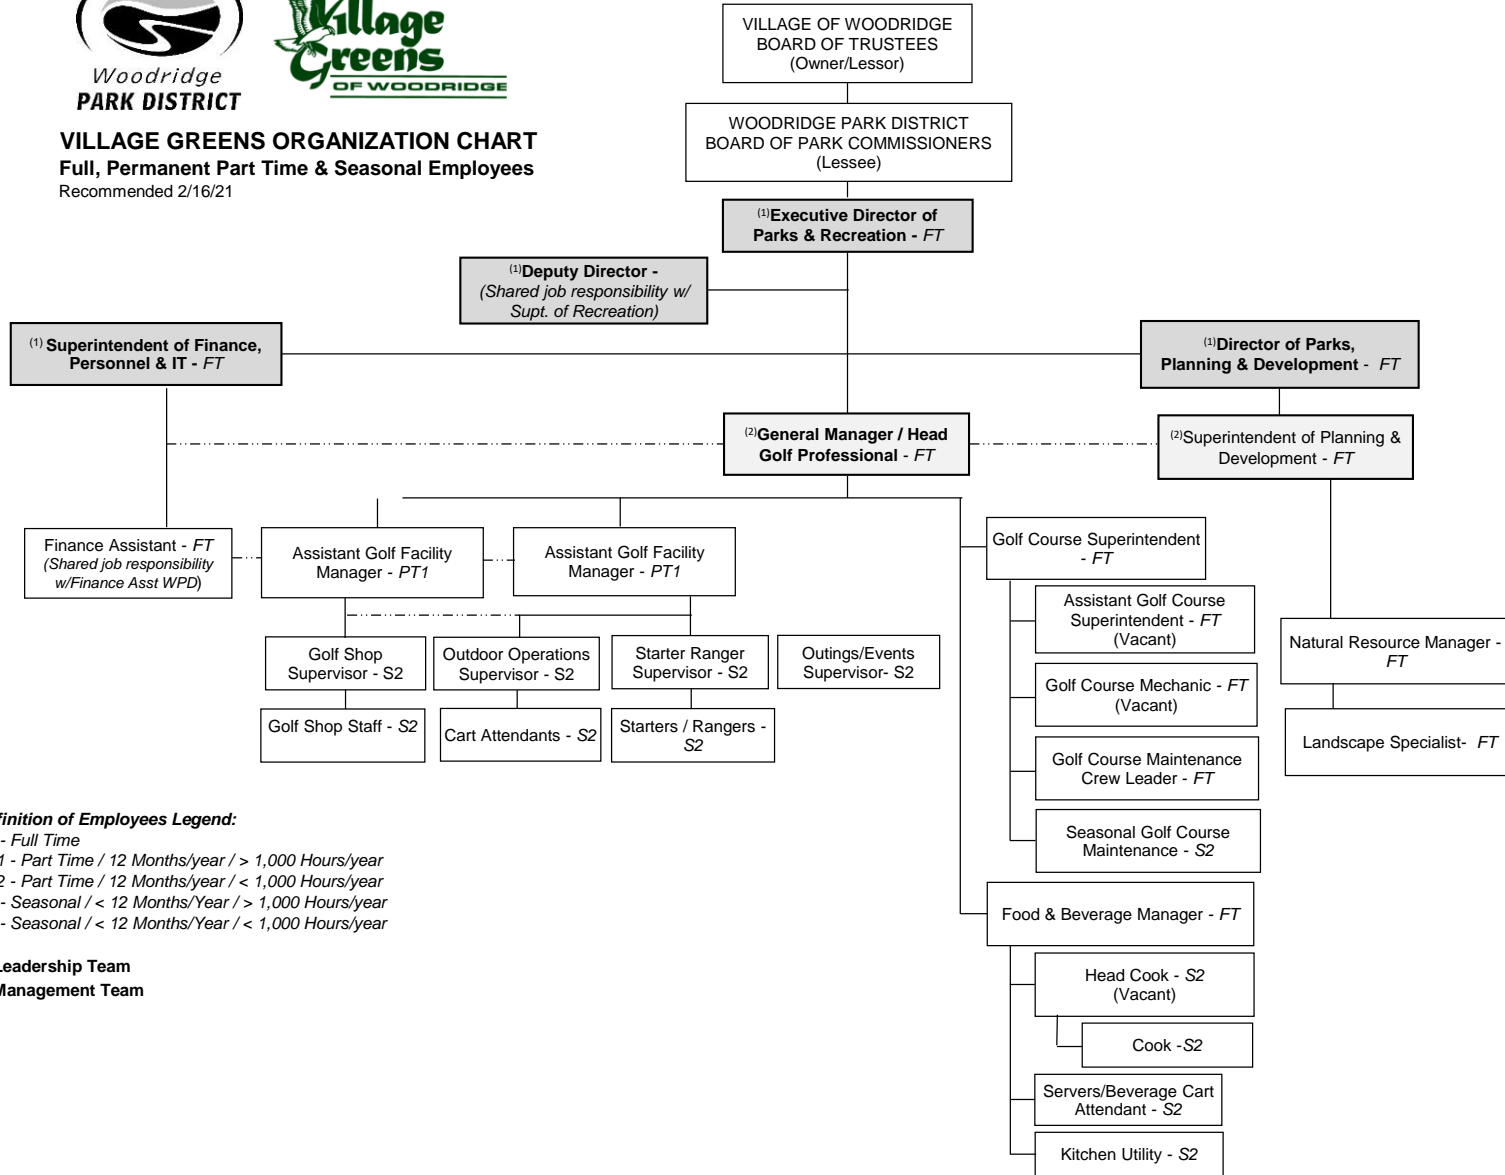 Woodridge
PARK DISTRICT
Village
Greens
OF WOODRIDGE
VILLAGE GREENS ORGANIZATION CHART
Full, Permanent Part Time & Seasonal Employees
Recommended 2/16/21
VILLAGE OF WOODRIDGE
BOARD OF TRUSTEES
(Owner/Lessor)
WOODRIDGE PARK DISTRICT
BOARD OF PARK COMMISSIONERS
(Lessee)
(1)Executive Director of
Parks & Recreation - FT
(1)Deputy Director -
(Shared job responsibility w/
Supt. of Recreation)
(1) Superintendent of Finance,
Personnel & IT - FT
(1)Director of Parks,
Planning & Development - FT
(2)General Manager / Head
Golf Professional - FT
(2)Superintendent of Planning &
Development - FT
Finance Assistant - FT
(Shared job responsibility
w/Finance Asst WPD)
Assistant Golf Facility
Manager - PT1
Assistant Golf Facility
Manager - PT1
Golf Shop
Supervisor - S2
Outdoor Operations
Supervisor - S2
Starter Ranger
Supervisor - S2
Outings/Events
Supervisor- S2
Golf Shop Staff - S2
Cart Attendants - S2
Starters / Rangers -
S2
Golf Course Superintendent
- FT
Assistant Golf Course
Superintendent - FT
(Vacant)
Golf Course Mechanic - FT
(Vacant)
Golf Course Maintenance
Crew Leader - FT
Seasonal Golf Course
Maintenance - S2
Natural Resource Manager -
FT
Landscape Specialist- FT
Food & Beverage Manager - FT
Head Cook - S2
(Vacant)
Cook -S2
Servers/Beverage Cart
Attendant - S2
Kitchen Utility - S2
finition of Employees Legend:
- Full Time
1 - Part Time / 12 Months/year / > 1,000 Hours/year
2 - Part Time / 12 Months/year / < 1,000 Hours/year
- Seasonal / < 12 Months/Year / > 1,000 Hours/year
- Seasonal / < 12 Months/Year / < 1,000 Hours/year
Leadership Team
Management Team